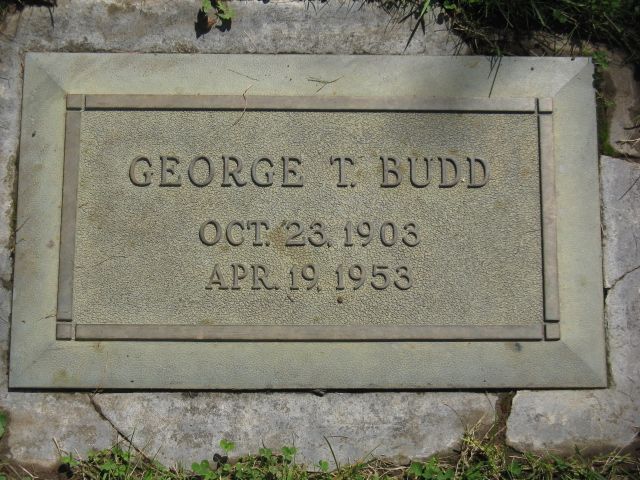 GEORGE T. BUDD
OCT. 23, 1903
APR. 19, 1953